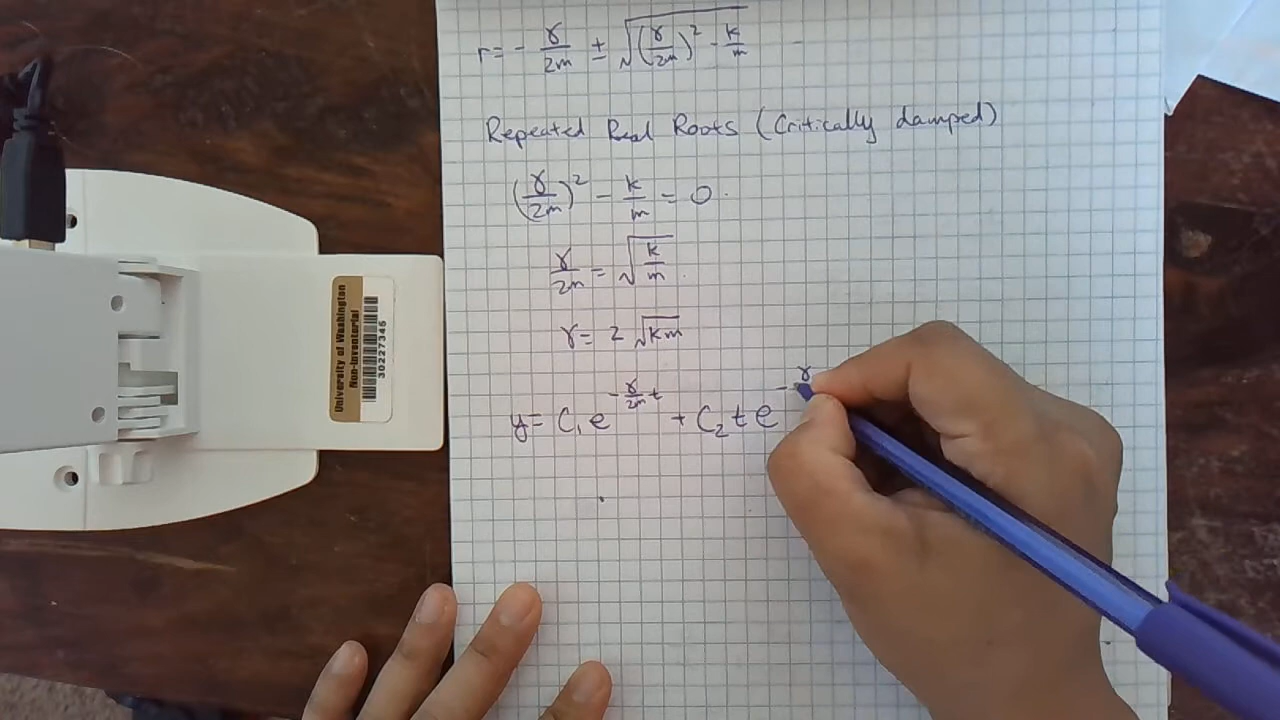 r = - γ/2m ± √((γ/2m)² - k/m)
Repeated Real Roots (Critically damped)
(γ/2m)² - k/m = 0
γ/2m = √(k/m)
γ = 2 √km
y = C₁e^(-γ/2m t) + C₂te^(-γ
University of Washington
Non-Inventorial
30227345